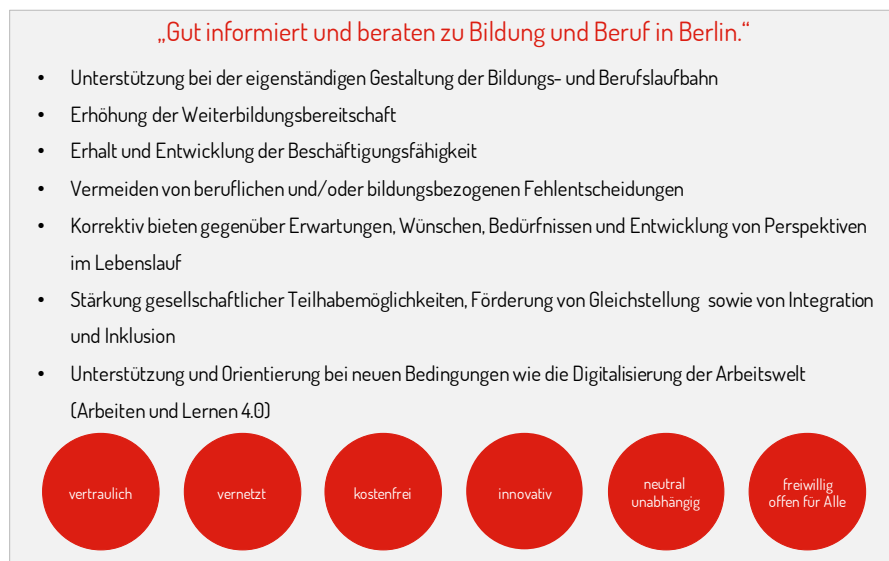 „Gut informiert und beraten zu Bildung und Beruf in Berlin.“
• Unterstützung bei der eigenständigen Gestaltung der Bildungs- und Berufslaufbahn
• Erhöhung der Weiterbildungsbereitschaft
• Erhalt und Entwicklung der Beschäftigungsfähigkeit
• Vermeiden von beruflichen und/oder bildungsbezogenen Fehlentscheidungen
• Korrektiv bieten gegenüber Erwartungen, Wünschen, Bedürfnissen und Entwicklung von Perspektiven
im Lebenslauf
• Stärkung gesellschaftlicher Teilhabemöglichkeiten, Förderung von Gleichstellung sowie von Integration
und Inklusion
• Unterstützung und Orientierung bei neuen Bedingungen wie die Digitalisierung der Arbeitswelt
(Arbeiten und Lernen 4.0)
vertraulich
vernetzt
kostenfrei
innovativ
neutral
unabhängig
freiwillig
offen für Alle